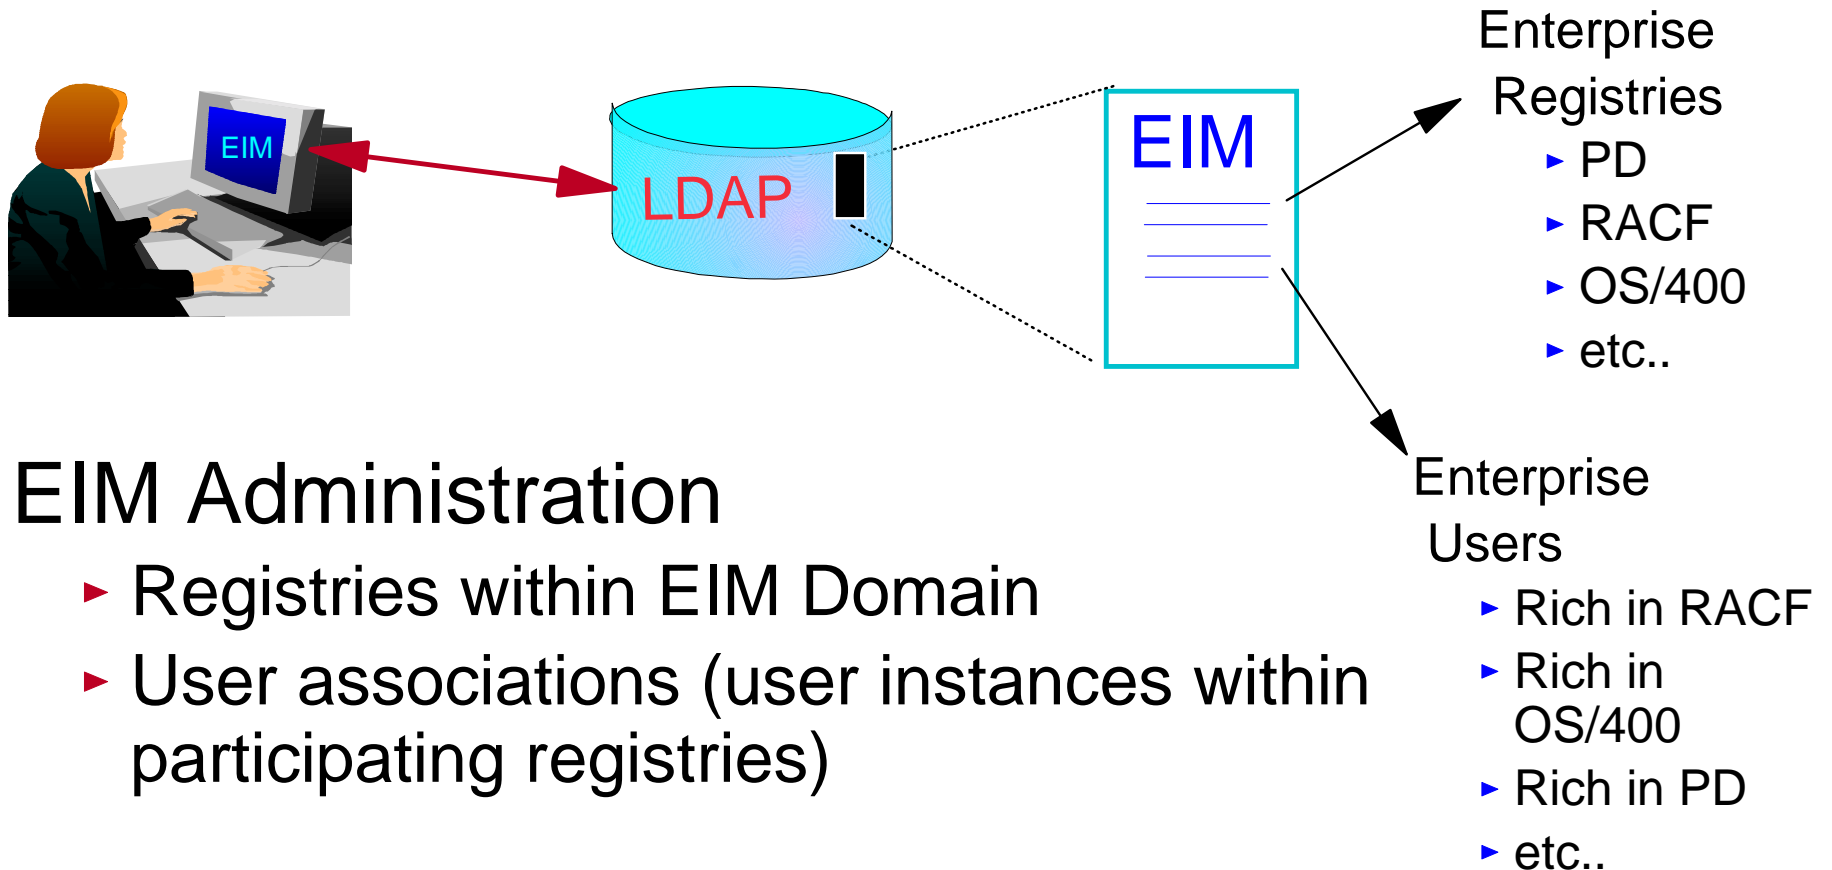 EIM
LDAP
EIM
Enterprise
Registries
PD
RACF
OS/400
etc..
EIM Administration
Registries within EIM Domain
User associations (user instances within
participating registries)
Enterprise
Users
Rich in RACF
Rich in
OS/400
Rich in PD
etc..